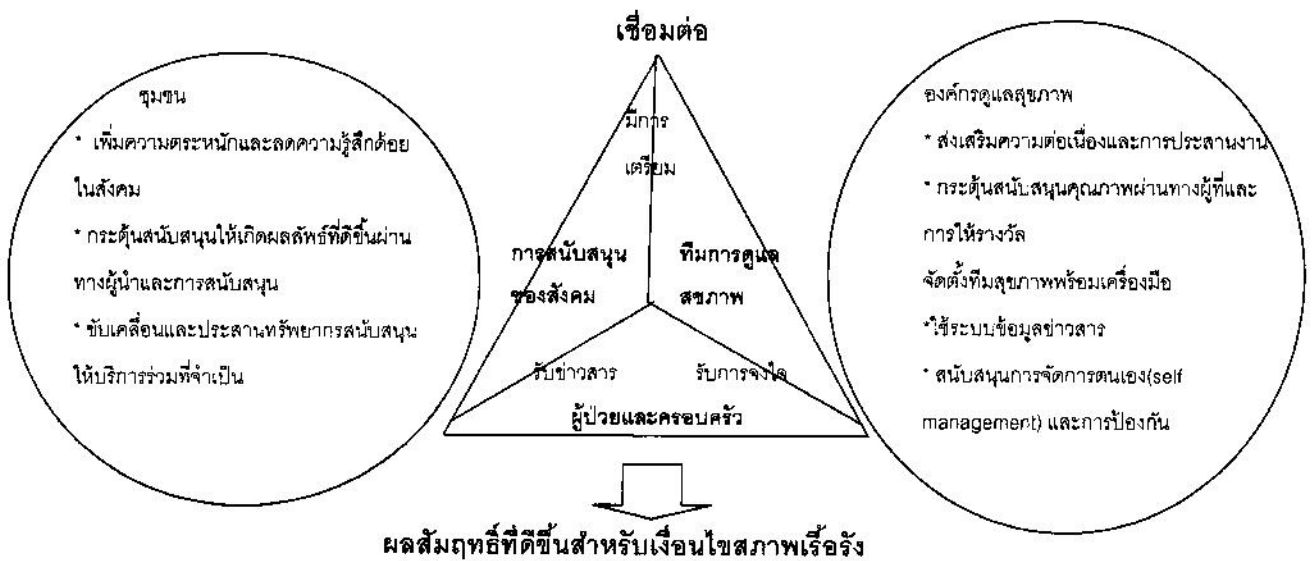 เชื่อมต่อ
ชุมชน
* เพิ่มความตระหนักและลดความรู้สึกด้อย
ในสังคม
* กระตุ้นสนับสนุนให้เกิดผลลัพธ์ที่ดีขึ้นผ่าน
ทางผู้นำและการสนับสนุน
* ขับเคลื่อนและประสานทรัพยากรสนับสนุน
ให้บริการร่วมที่จำเป็น
มีการ
เตรียม
การสนับสนุน
ของสังคม
ทีมการดูแล
สุขภาพ
รับข่าวสาร
รับการจูงใจ
ผู้ป่วยและครอบครัว
องค์กรดูแลสุขภาพ
* ส่งเสริมความต่อเนื่องและการประสานงาน
* กระตุ้นสนับสนุนคุณภาพผ่านทางผู้ที่และ
การให้รางวัล
จัดตั้งทีมสุขภาพพร้อมเครื่องมือ
*ใช้ระบบข้อมูลข่าวสาร
* สนับสนุนการจัดการตนเอง(self
management) และการป้องกัน
ผลสัมฤทธิ์ที่ดีขึ้นสำหรับเงื่อนไขสภาพเรื้อรัง